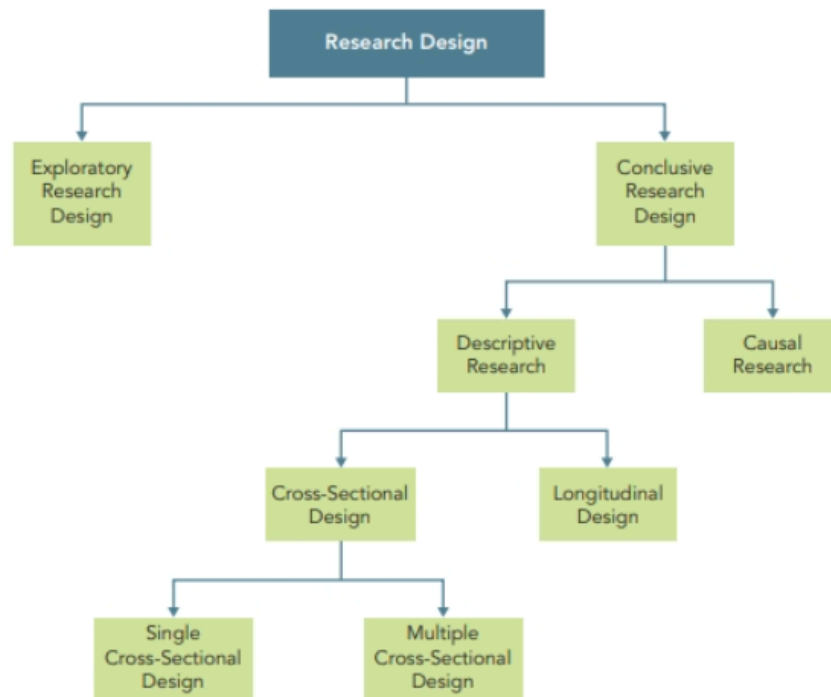 Research Design
Exploratory
Research
Design
Conclusive
Research
Design
Descriptive
Research
Causal
Research
Cross-Sectional
Design
Longitudinal
Design
Single
Cross-Sectional
Design
Multiple
Cross-Sectional
Design